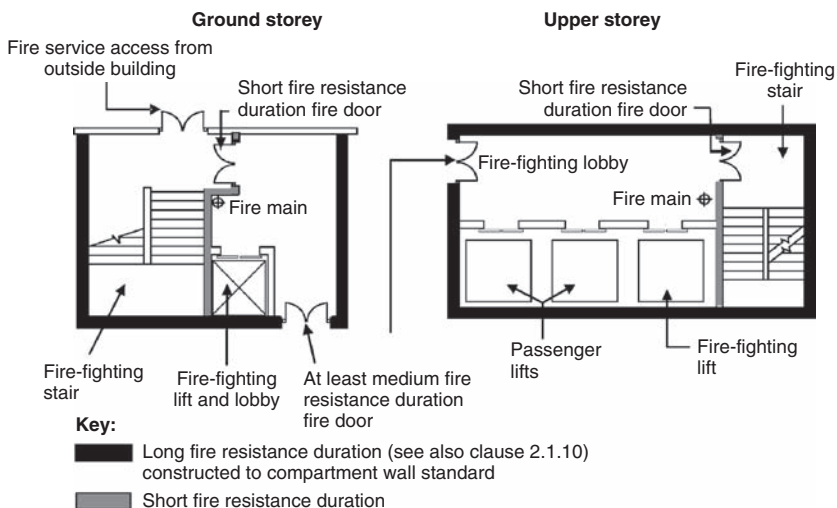 Ground storey
Upper storey
Fire service access from
outside building
Short fire resistance
duration fire door
Short fire resistance
duration fire door
Fire-fighting
stair
Fire-fighting lobby
Fire main
Fire main
Fire-fighting
stair
Fire-fighting
lift and lobby
At least medium fire
resistance duration
fire door
Passenger
lifts
Fire-fighting
lift
Key:
Long fire resistance duration (see also clause 2.1.10)
constructed to compartment wall standard
Short fire resistance duration